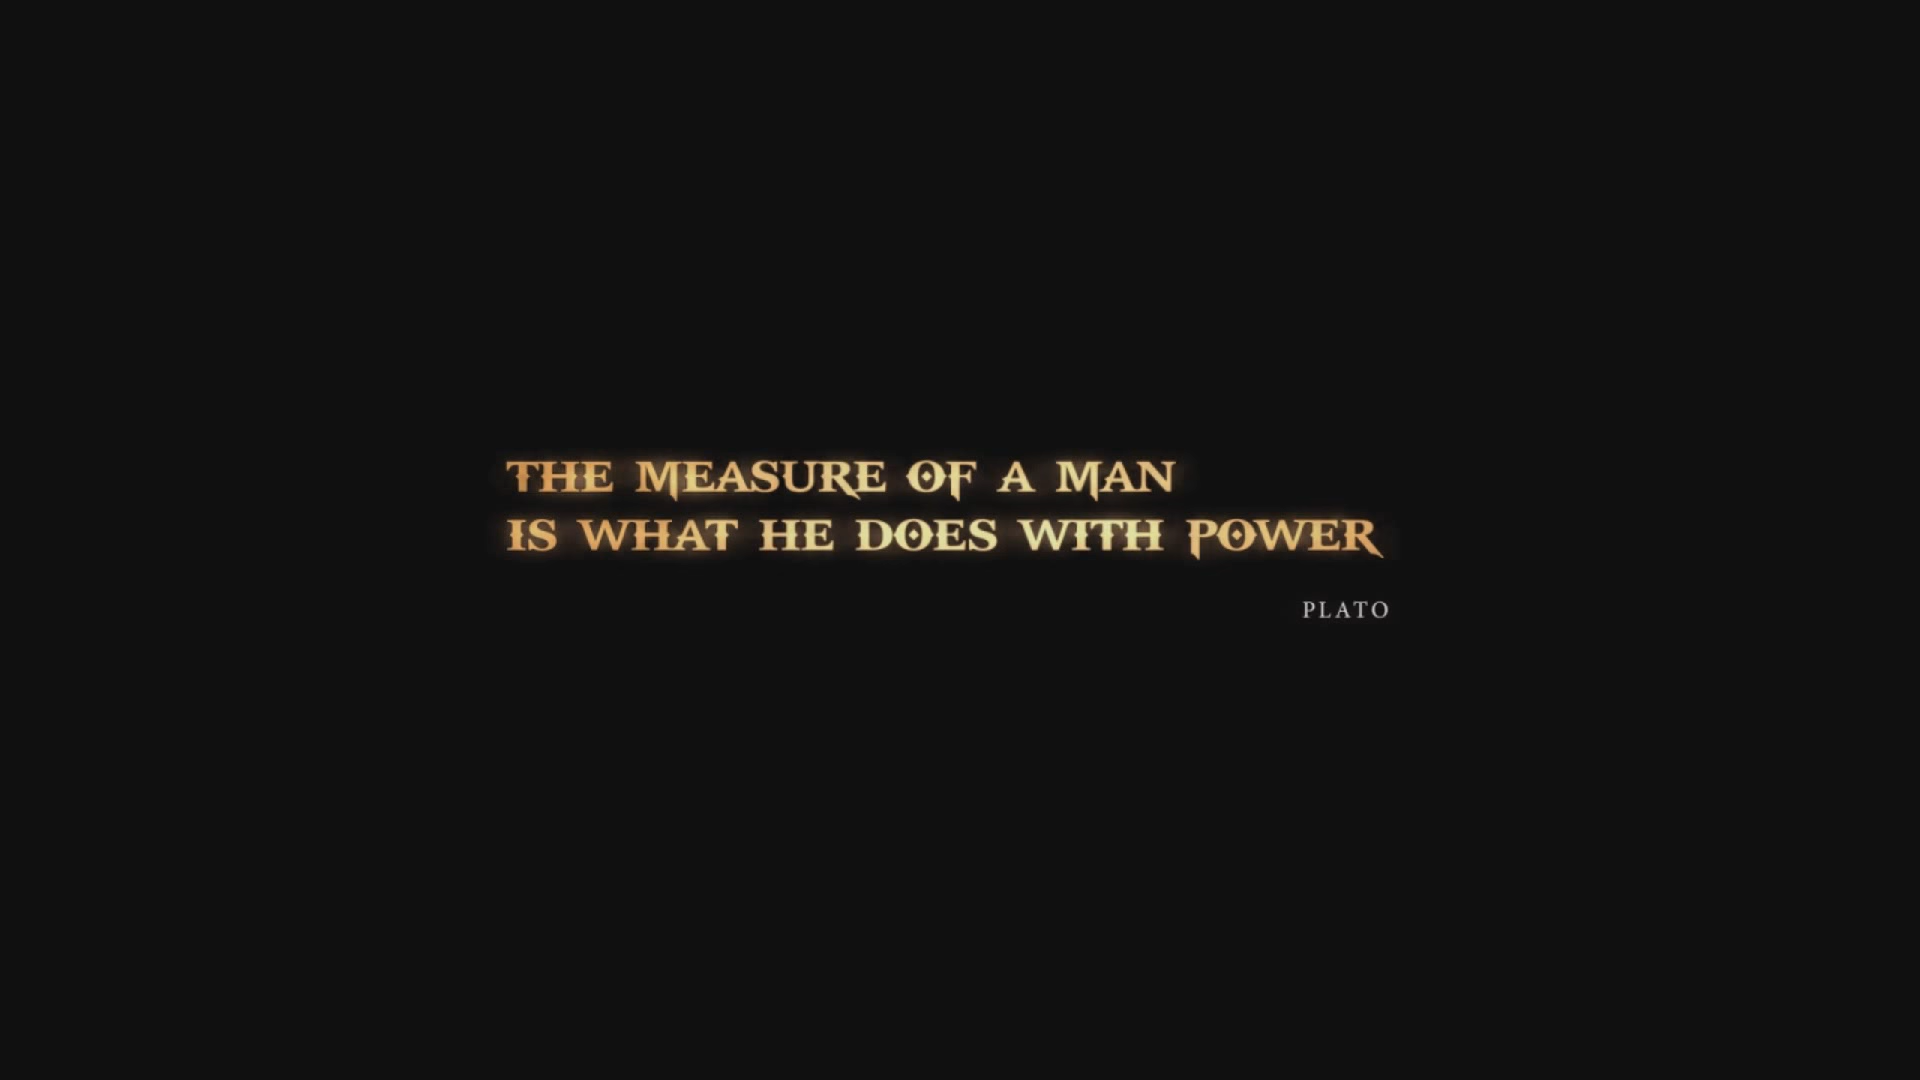 THE MEASURE OF A MAN
IS WHAT HE DOES WITH POWER
PLATO